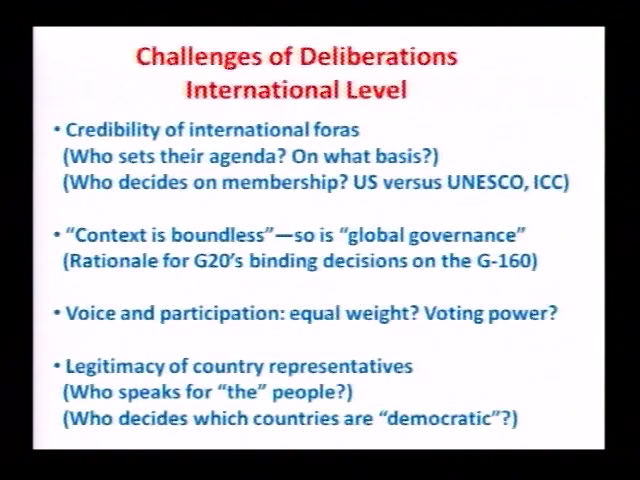 Challenges of Deliberations
International Level
• Credibility of international foras
(Who sets their agenda? On what basis?)
(Who decides on membership? US versus UNESCO, ICC)
• “Context is boundless”—so is “global governance”
(Rationale for G20’s binding decisions on the G-160)
• Voice and participation: equal weight? Voting power?
• Legitimacy of country representatives
(Who speaks for “the” people?)
(Who decides which countries are “democratic”?)